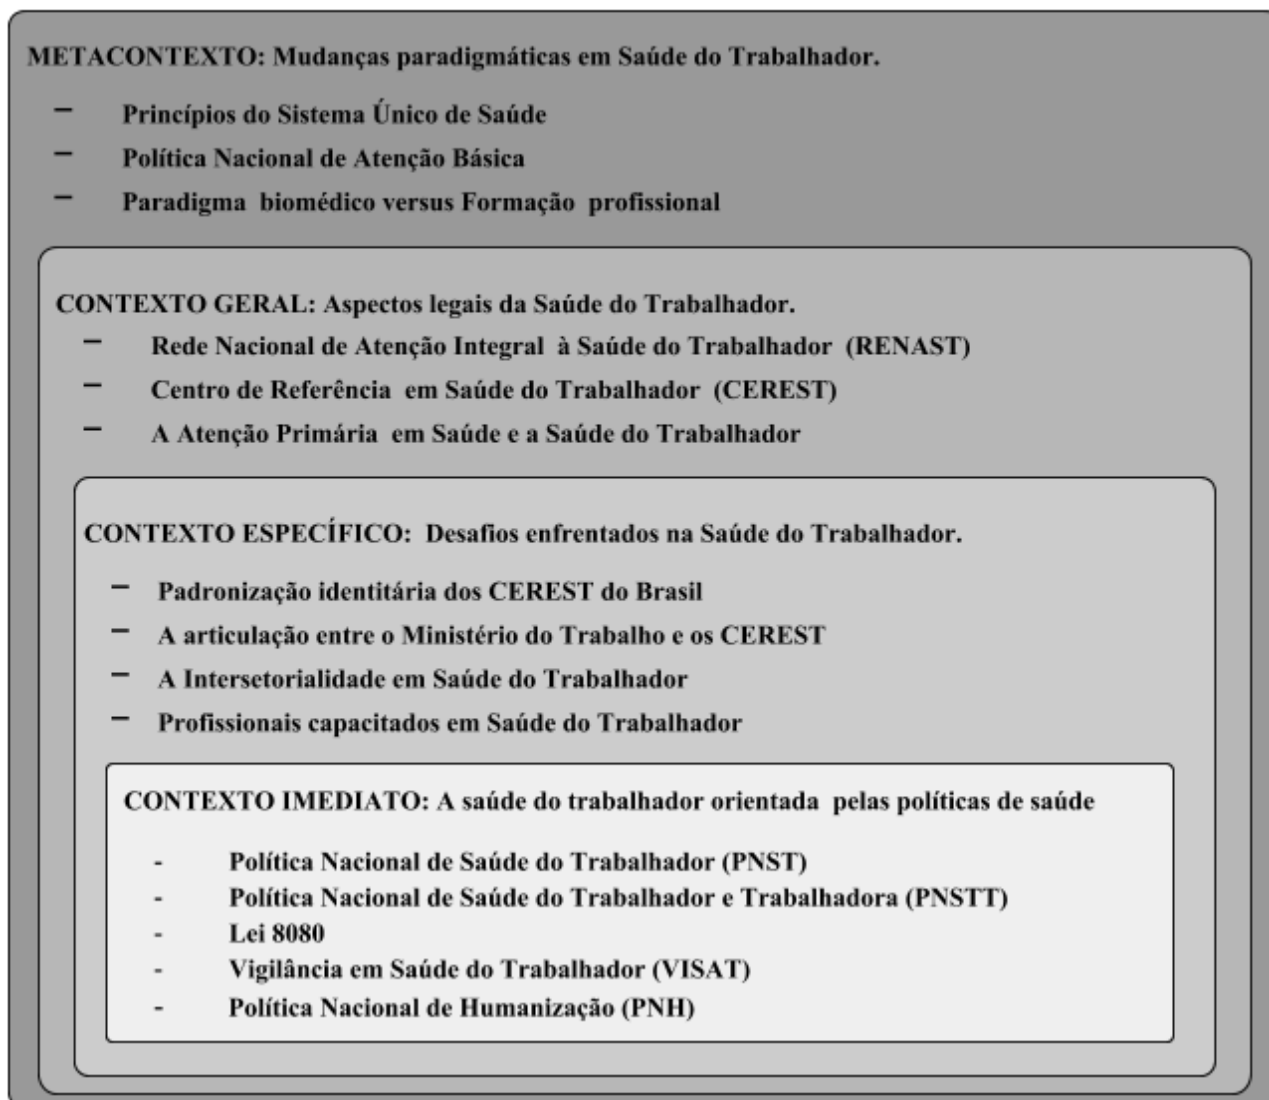 METACONTEXTO: Mudanças paradigmáticas em Saúde do Trabalhador.
– Princípios do Sistema Único de Saúde
– Política Nacional de Atenção Básica
– Paradigma biomédico versus Formação profissional
CONTEXTO GERAL: Aspectos legais da Saúde do Trabalhador.
– Rede Nacional de Atenção Integral à Saúde do Trabalhador (RENAST)
– Centro de Referência em Saúde do Trabalhador (CEREST)
– A Atenção Primária em Saúde e a Saúde do Trabalhador
CONTEXTO ESPECÍFICO: Desafios enfrentados na Saúde do Trabalhador.
– Padronização identitária dos CEREST do Brasil
– A articulação entre o Ministério do Trabalho e os CEREST
– A Intersetorialidade em Saúde do Trabalhador
– Profissionais capacitados em Saúde do Trabalhador
CONTEXTO IMEDIATO: A saúde do trabalhador orientada pelas políticas de saúde
- Política Nacional de Saúde do Trabalhador (PNST)
- Política Nacional de Saúde do Trabalhador e Trabalhadora (PNSTT)
- Lei 8080
- Vigilância em Saúde do Trabalhador (VISAT)
- Política Nacional de Humanização (PNH)